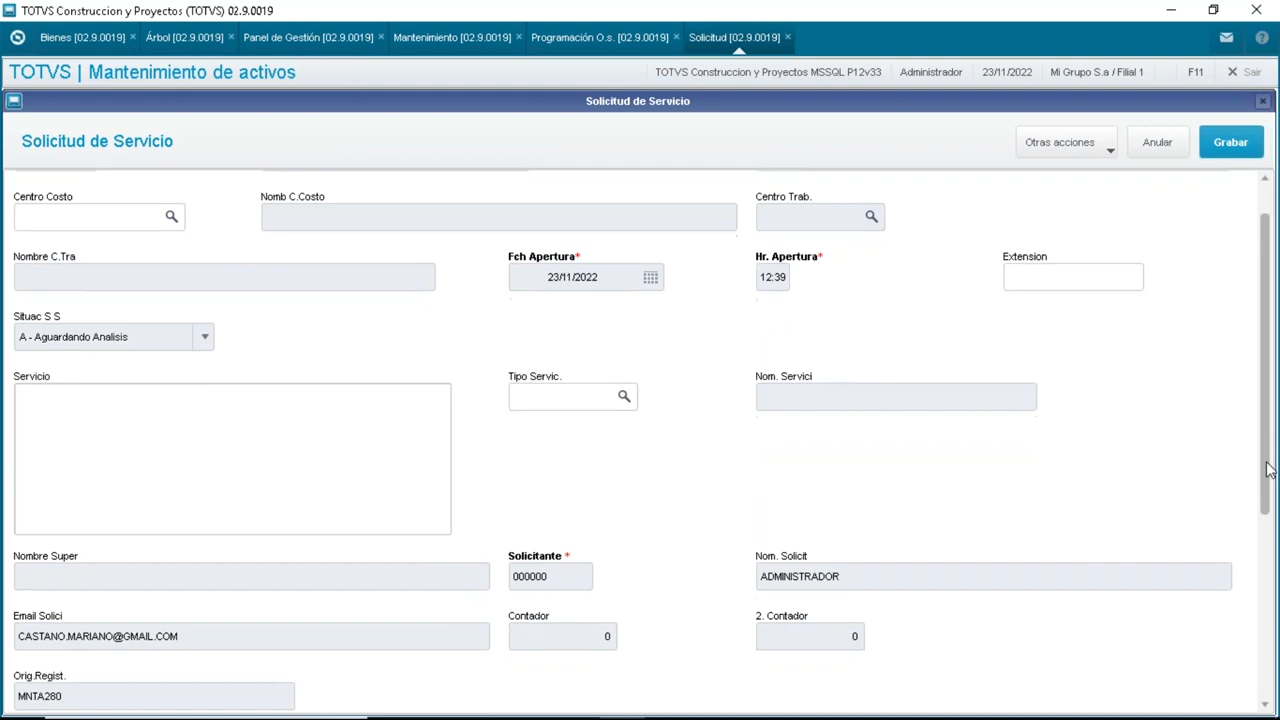 TOTVS Construccion y Proyectos (TOTVS) 02.9.0019
Bienes [02.9.0019] Árbol [02.9.0019] Panel de Gestión [02.9.0019] Mantenimiento [02.9.0019] Programación O.s. [02.9.0019] Solicitud [02.9.0019]
TOTVS | Mantenimiento de activos TOTVS Construccion y Proyectos MSSQL P12v33 Administrador 23/11/2022 Mi Grupo S.a / Filial 1 F11 Sair
Solicitud de Servicio
Solicitud de Servicio Otras acciones Anular Grabar
Centro Costo Nomb C.Costo Centro Trab.
Nombre C.Tra Fch Apertura* Hr. Apertura* Extension
23/11/2022 12:39
Situac S S
A - Aguardando Analisis
Servicio Tipo Servic. Nom. Servici
Nombre Super Solicitante * Nom. Solicit
000000 ADMINISTRADOR
Email Solici Contador 2. Contador
CASTANO.MARIANO@GMAIL.COM 0 0
Orig.Regist.
MNTA280